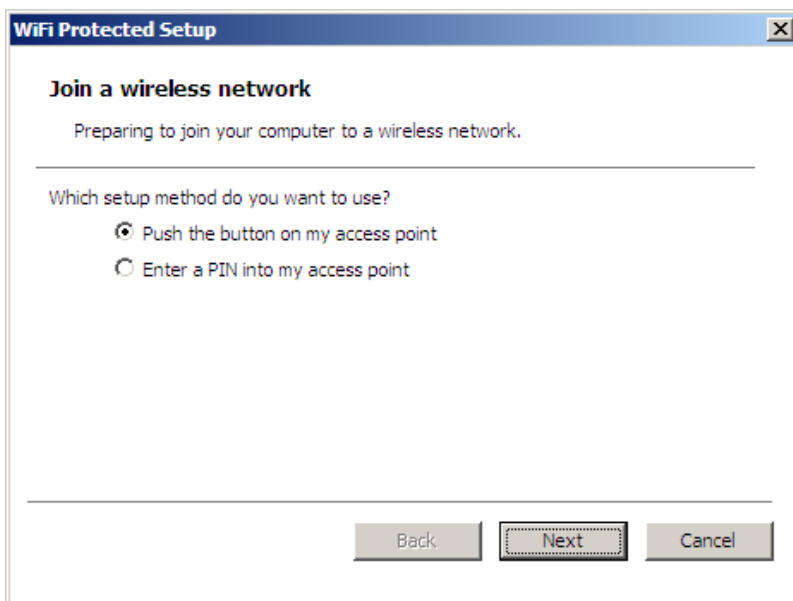 WiFi Protected Setup
Join a wireless network
Preparing to join your computer to a wireless network.
Which setup method do you want to use?
Push the button on my access point
Enter a PIN into my access point
Back Next Cancel